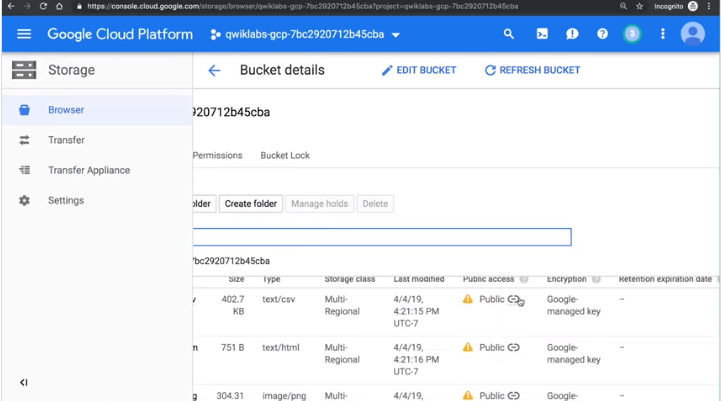 https://console.cloud.google.com/storage/browser/qwiklabs-gcp-7bc2920712b45cba?project=qwiklabs-gcp-7bc2920712b45cba
Incognito
Google Cloud Platform
qwiklabs-gcp-7bc2920712b45cba
3
Storage
Bucket details
EDIT BUCKET
REFRESH BUCKET
Browser
Transfer
Transfer Appliance
Settings
2920712b45cba
Permissions
Bucket Lock
older
Create folder
Manage holds
Delete
7bc2920712b45cba
Size Type Storage class Last modified Public access Encryption Retention expiration date
v 402.7 text/csv Multi- 4/4/19, Public Google- –
KB Regional 4:21:15 PM managed key
UTC-7
m 751 B text/html Multi- 4/4/19, Public Google- –
Regional 4:21:16 PM managed key
UTC-7
g 304.31 image/png Multi- 4/4/19, Public Google- –